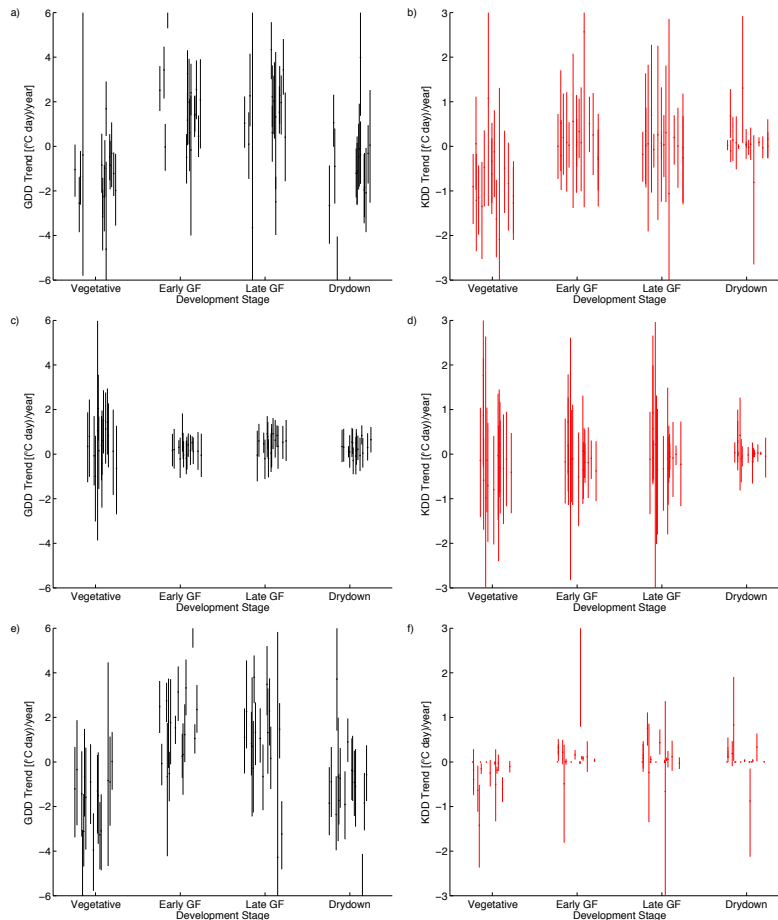 a)
6
4
2
0
−2
−4
−6
GDD Trend [(°C day)/year]
Vegetative Early GF Late GF Drydown
Development Stage
b)
3
2
1
0
−1
−2
−3
KDD Trend [(°C day)/year]
Vegetative Early GF Late GF Drydown
Development Stage
c)
6
4
2
0
−2
−4
−6
GDD Trend [(°C day)/year]
Vegetative Early GF Late GF Drydown
Development Stage
d)
3
2
1
0
−1
−2
−3
KDD Trend [(°C day)/year]
Vegetative Early GF Late GF Drydown
Development Stage
e)
6
4
2
0
−2
−4
−6
GDD Trend [(°C day)/year]
Vegetative Early GF Late GF Drydown
Development Stage
f)
3
2
1
0
−1
−2
−3
KDD Trend [(°C day)/year]
Vegetative Early GF Late GF Drydown
Development Stage